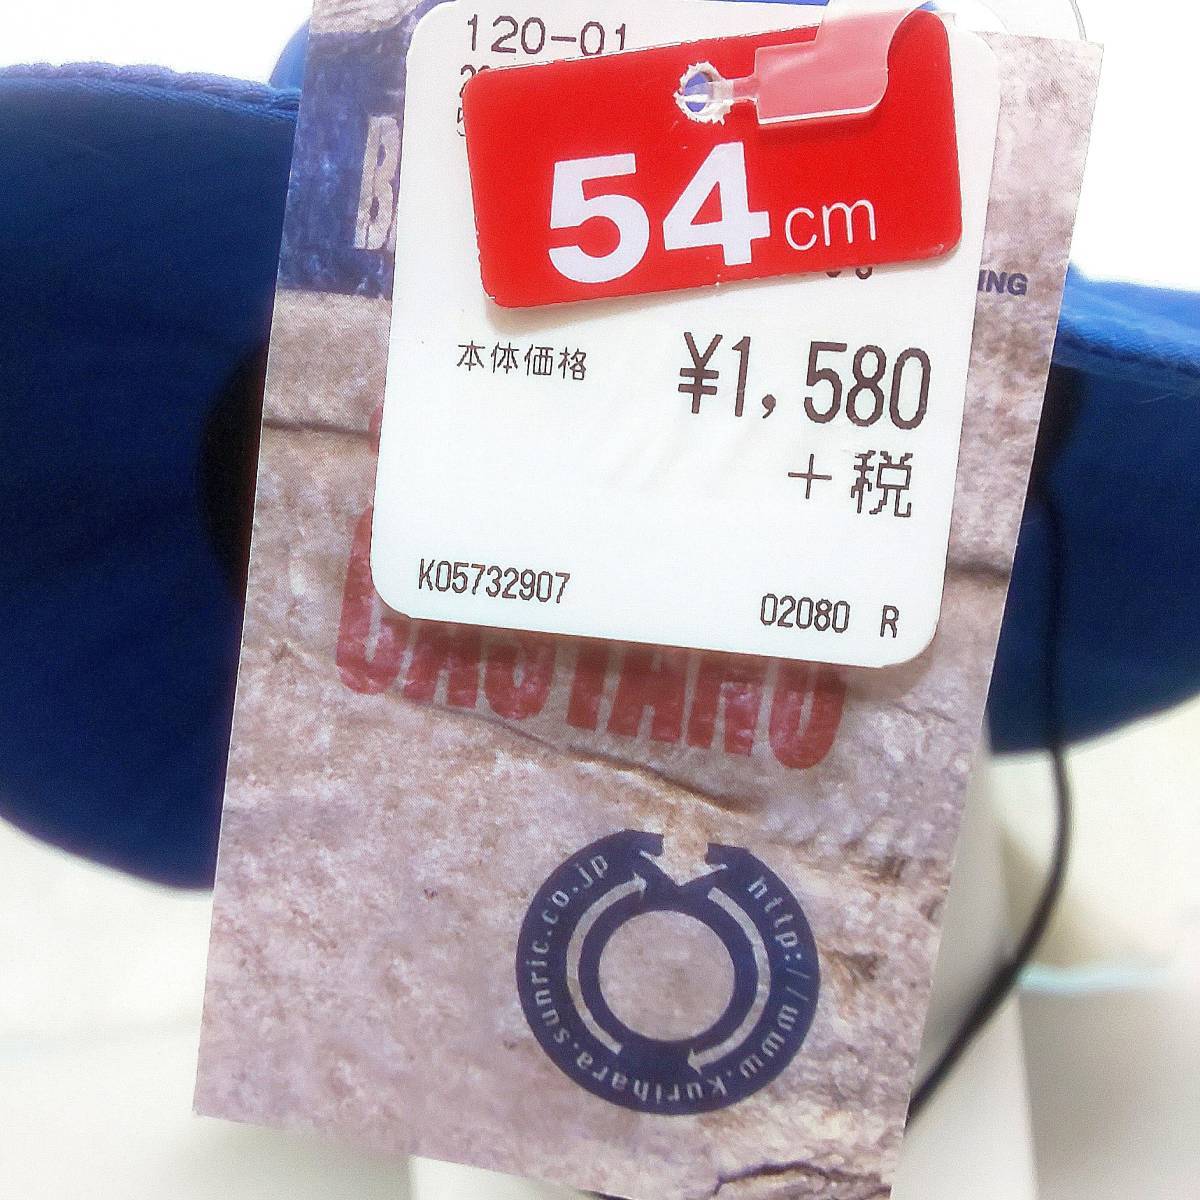 120-01
54cm
ING
本体価格 ¥1,580
+税
K05732907 02080 R
http://www.kurihara.sunric.co.jp